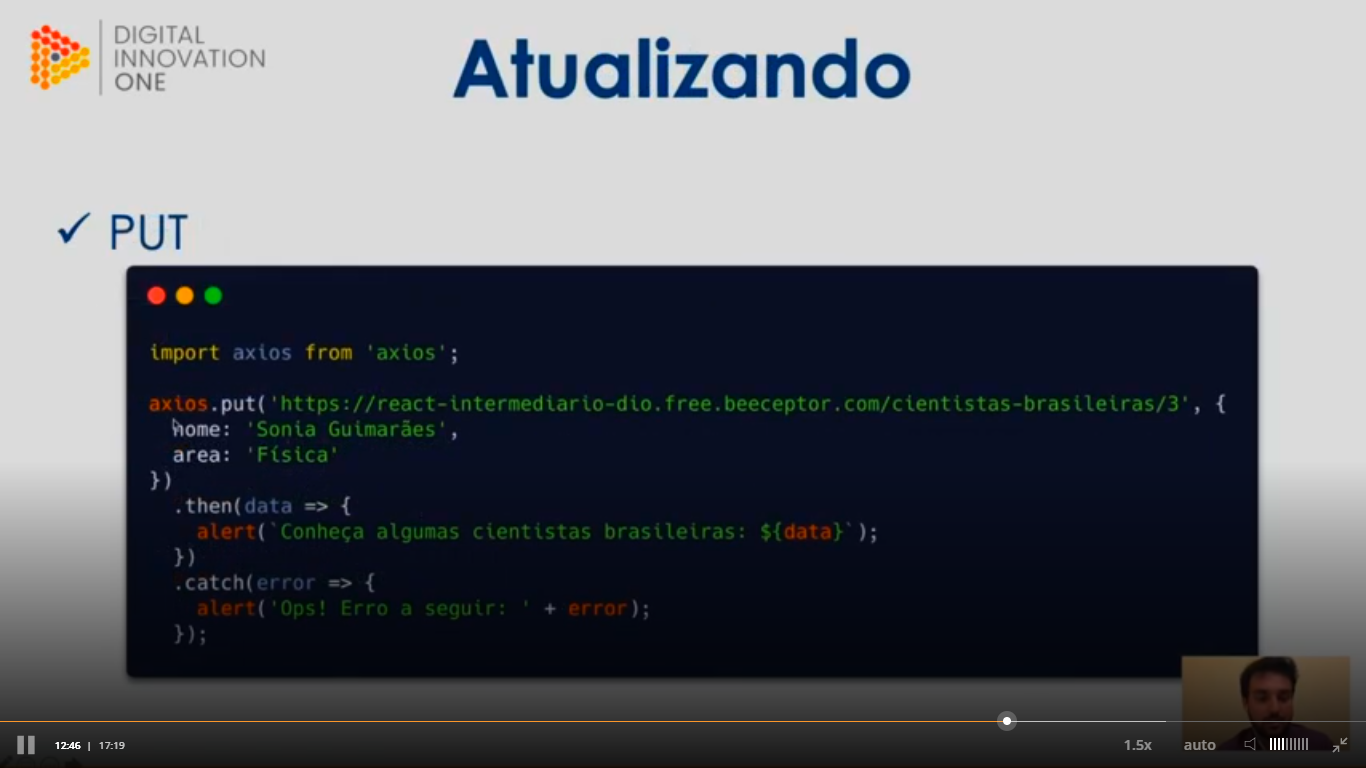 DIGITAL
INNOVATION
ONE
Atualizando
✓ PUT
import axios from 'axios';
axios.put('https://react-intermediario-dio.free.beeceptor.com/cientistas-brasileiras/3', {
nome: 'Sonia Guimarães',
area: 'Física'
})
.then(data => {
alert(`Conheça algumas cientistas brasileiras: ${data}`);
})
.catch(error => {
alert('Ops! Erro a seguir: ' + error);
});
12:46 | 17:19
1.5x
auto